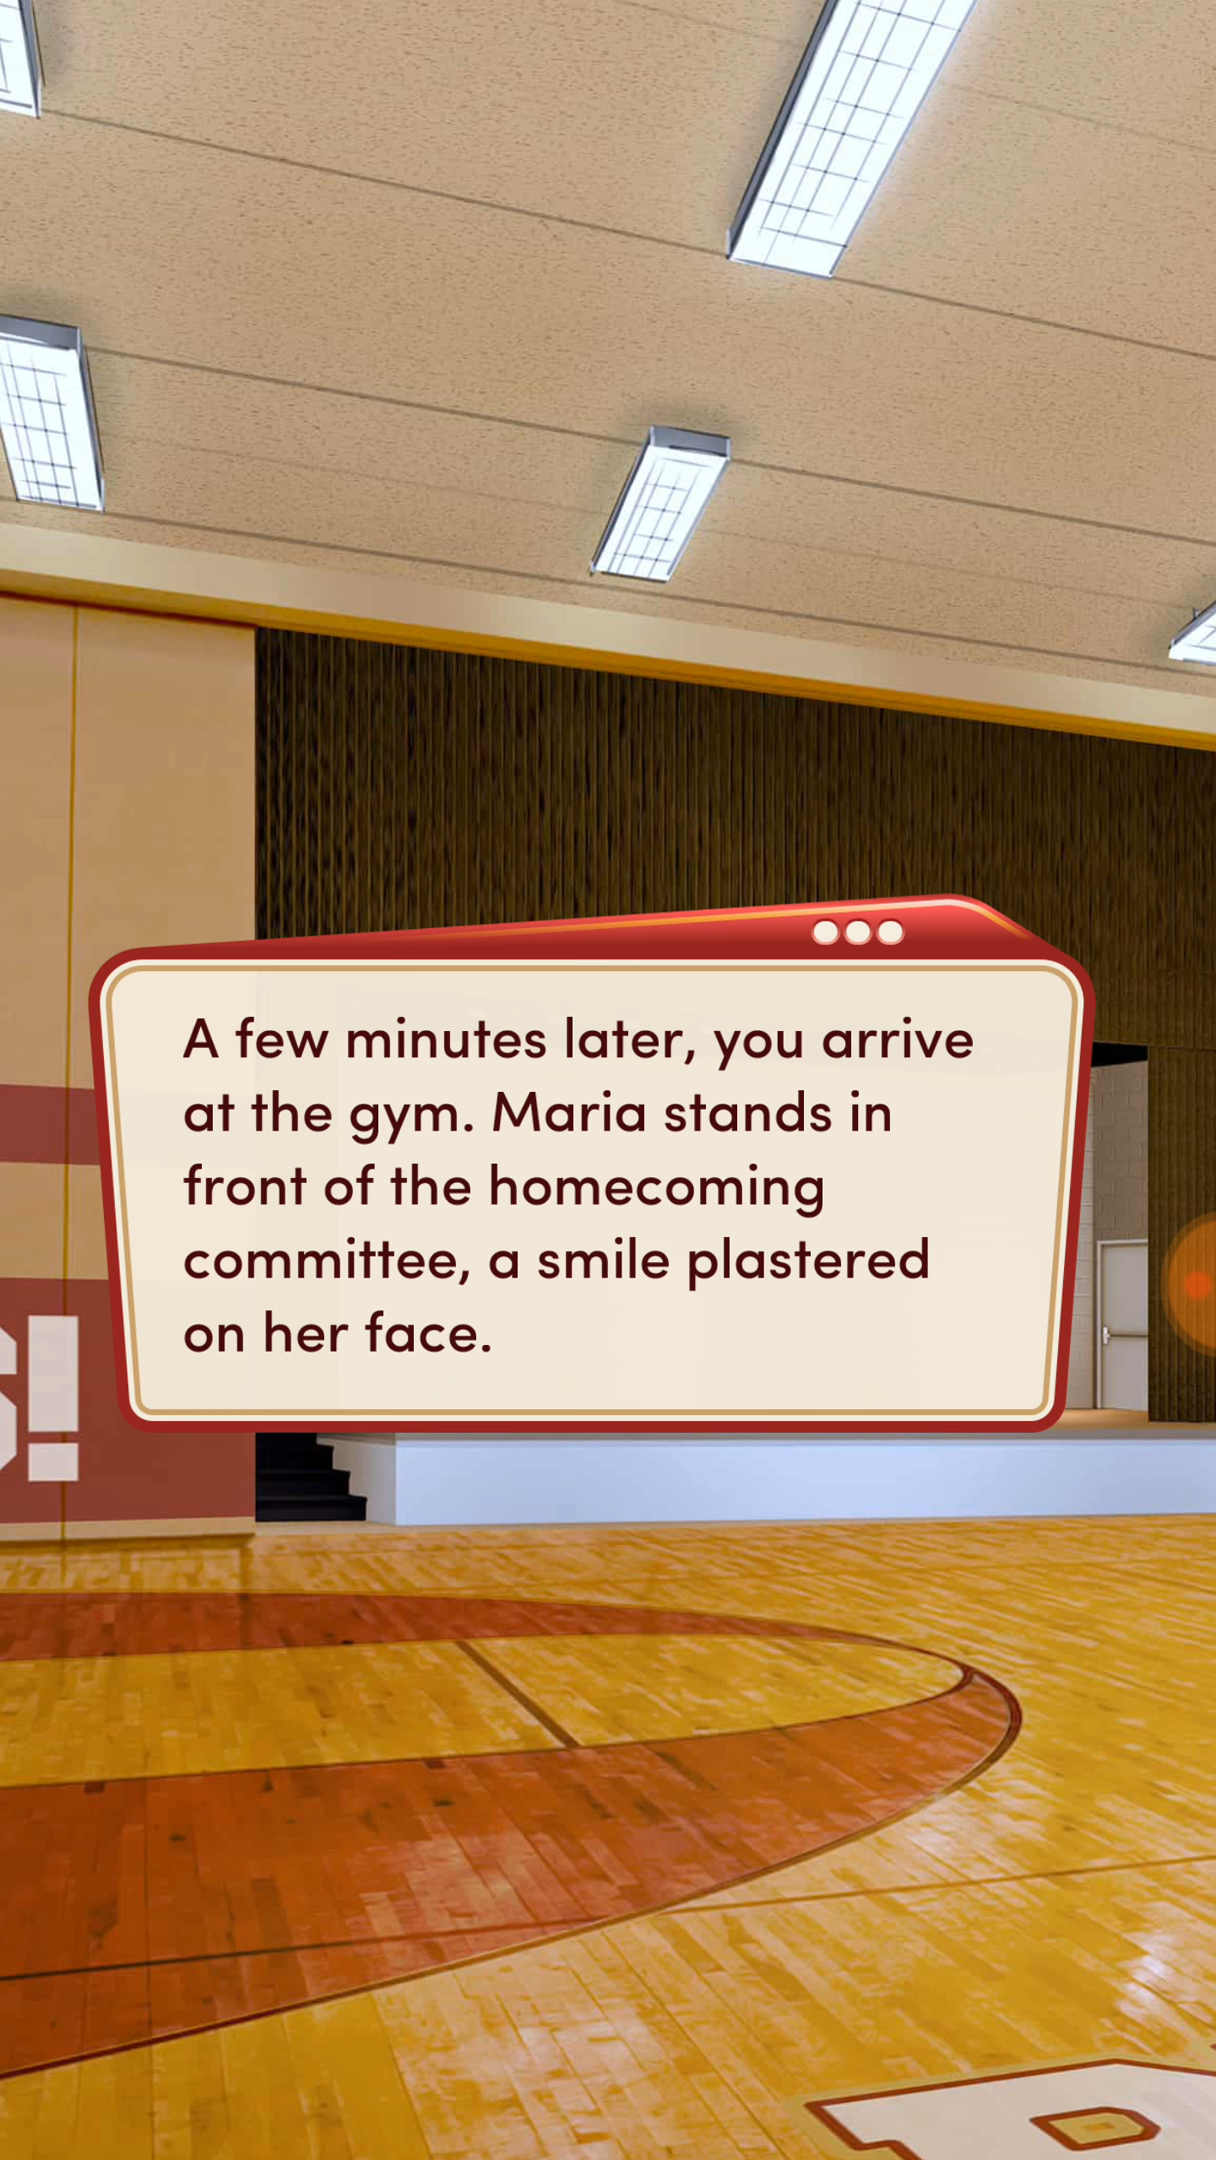 A few minutes later, you arrive
at the gym. Maria stands in
front of the homecoming
committee, a smile plastered
on her face.
S!